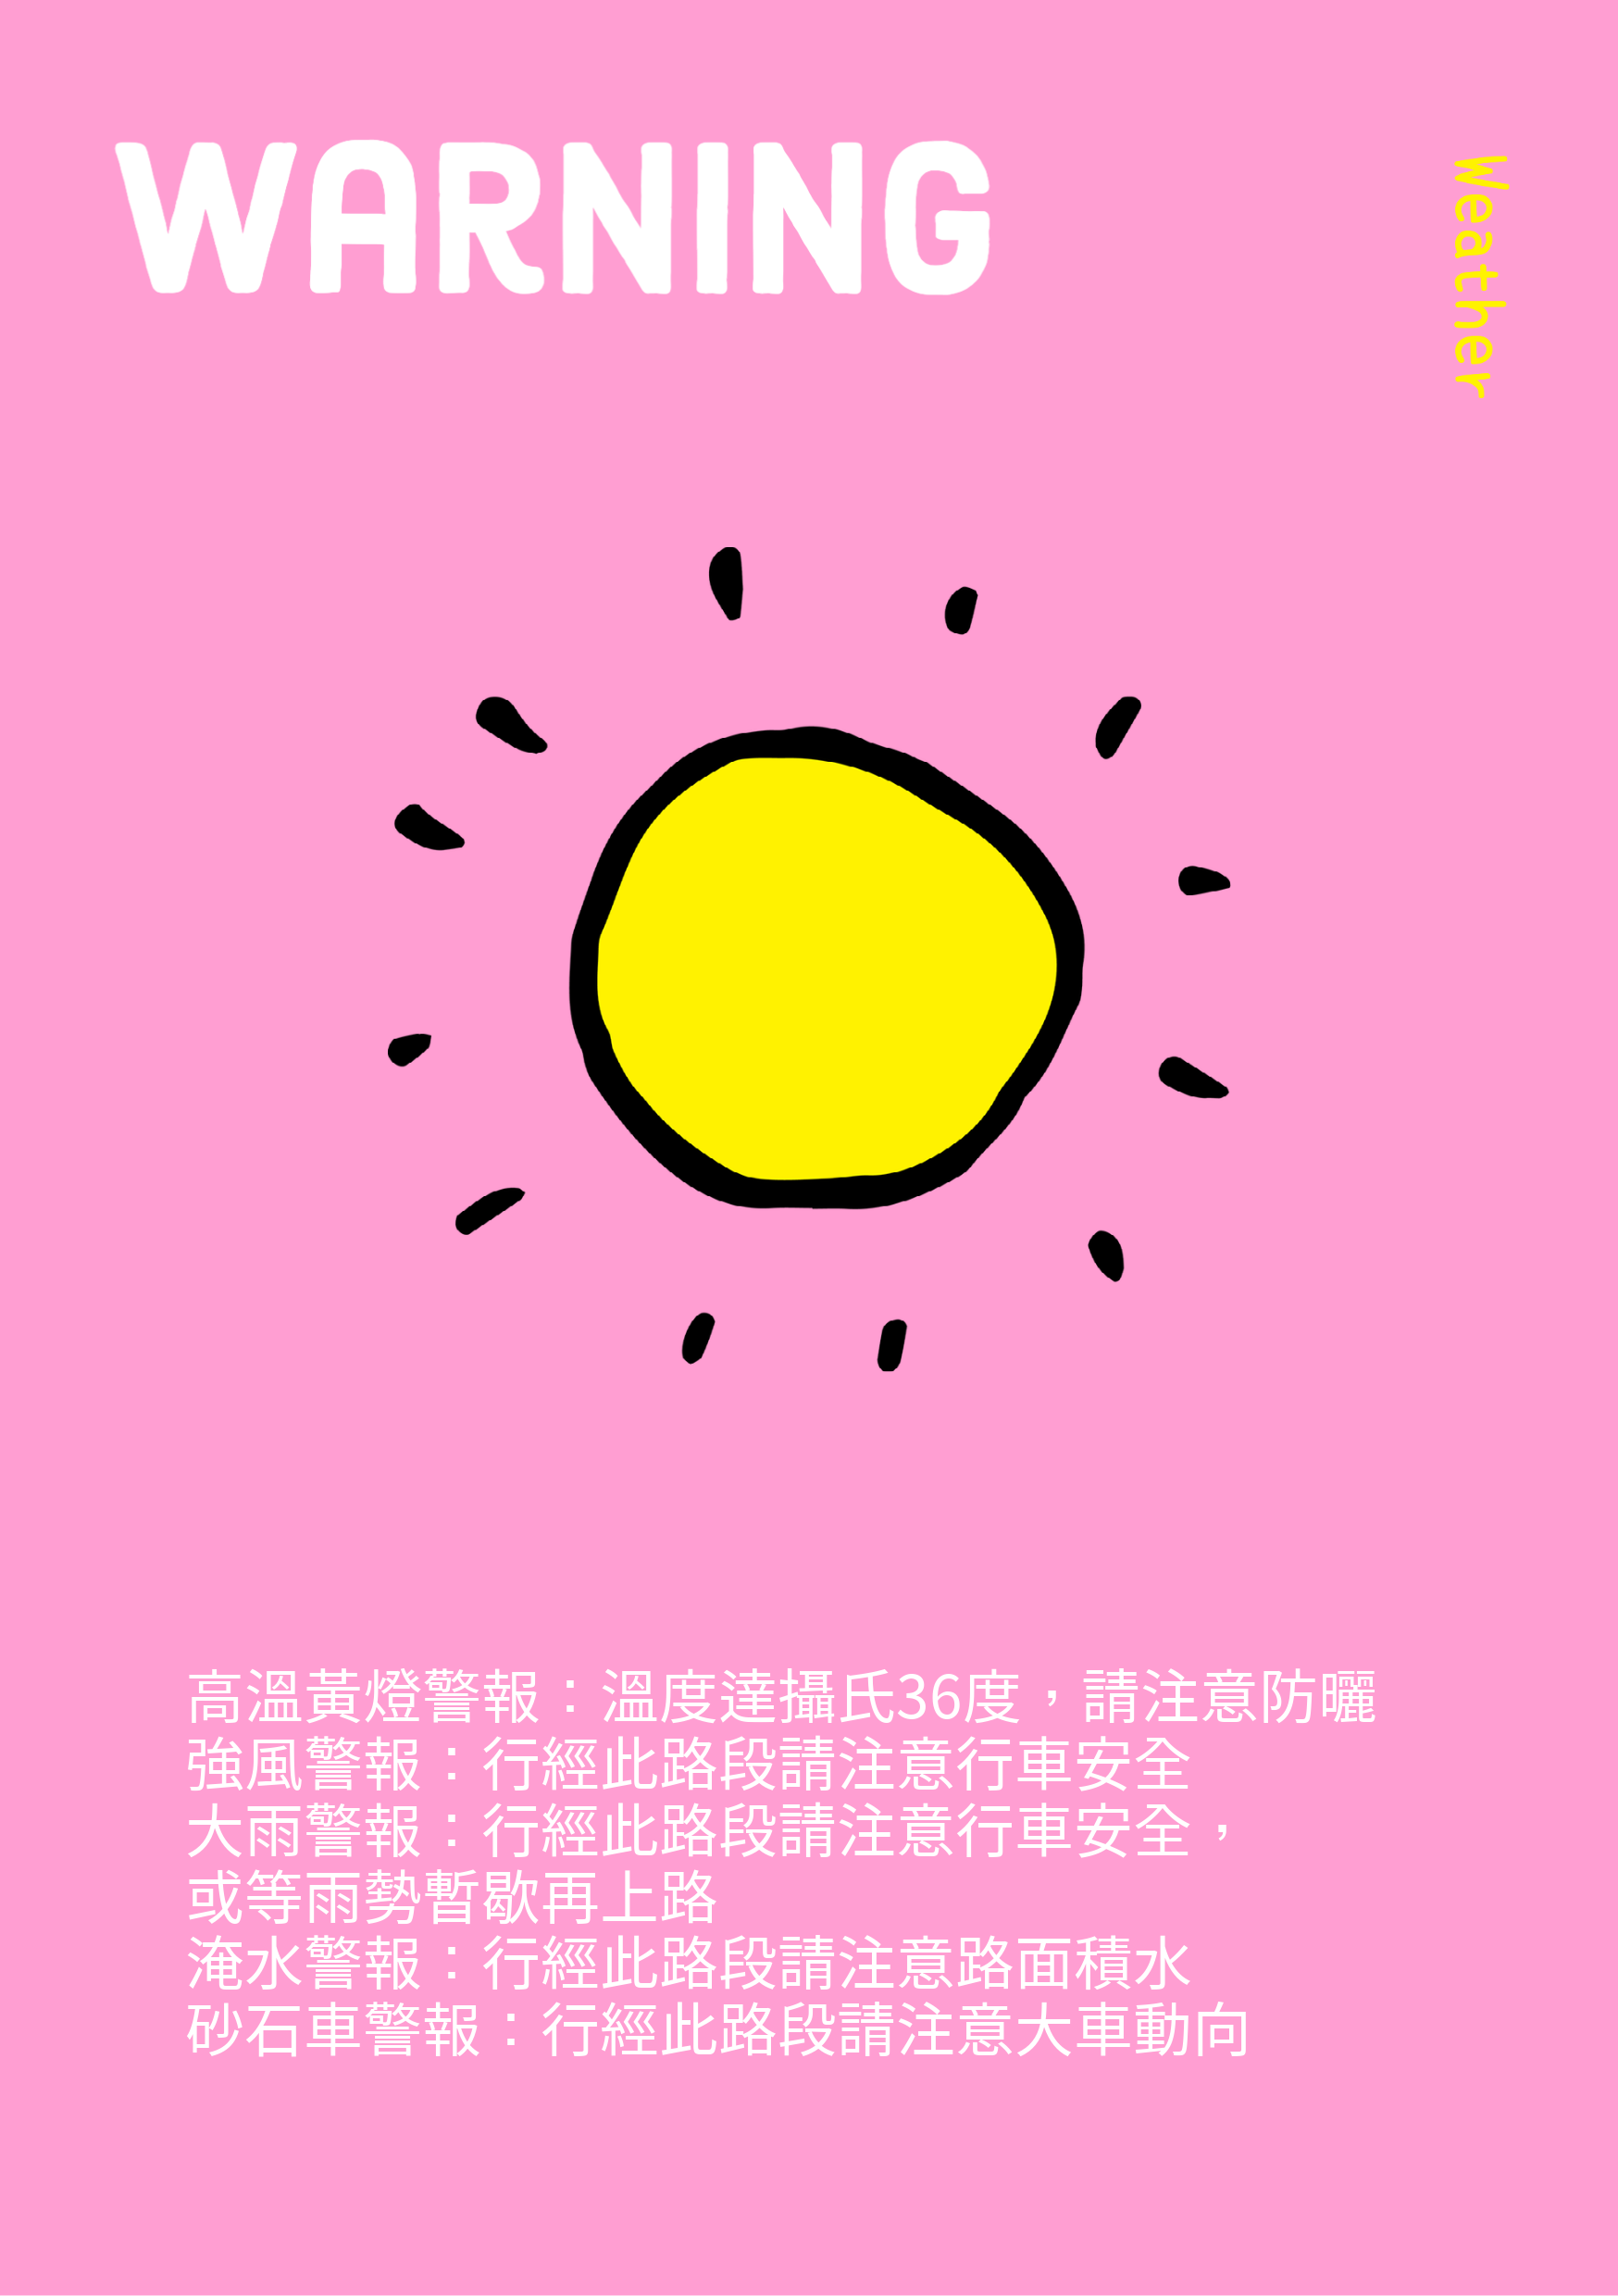 WARNING
Weather
高溫黃燈警報：溫度達攝氏36度，請注意防曬
強風警報：行經此路段請注意行車安全
大雨警報：行經此路段請注意行車安全，
或等雨勢暫歇再上路
淹水警報：行經此路段請注意路面積水
砂石車警報：行經此路段請注意大車動向